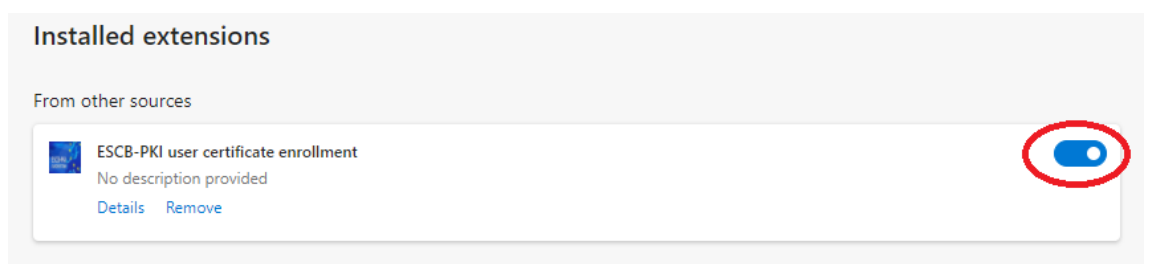 Installed extensions
From other sources
ESCB-PKI user certificate enrollment
No description provided
Details Remove